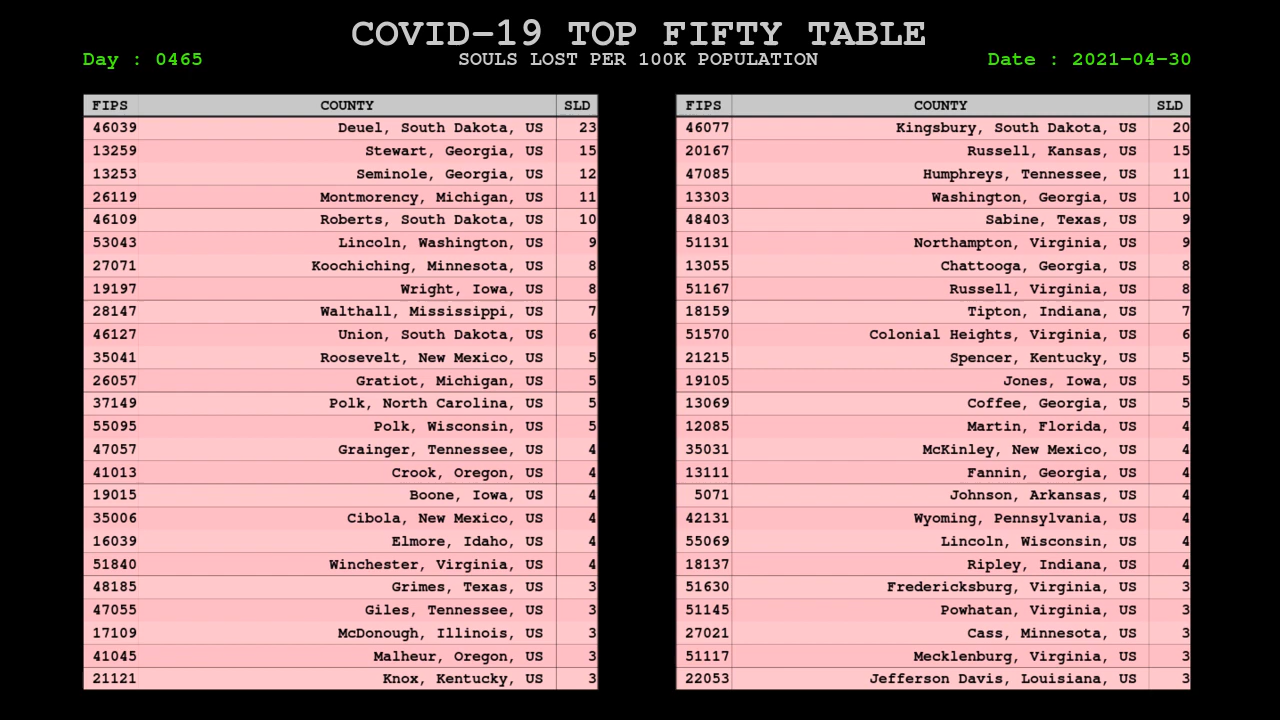 COVID-19 TOP FIFTY TABLE
Day : 0465 SOULS LOST PER 100K POPULATION Date : 2021-04-30
FIPS COUNTY SLD FIPS COUNTY SLD
46039 Deuel, South Dakota, US 23 46077 Kingsbury, South Dakota, US 20
13259 Stewart, Georgia, US 15 20167 Russell, Kansas, US 15
13253 Seminole, Georgia, US 12 47085 Humphreys, Tennessee, US 11
26119 Montmorency, Michigan, US 11 13303 Washington, Georgia, US 10
46109 Roberts, South Dakota, US 10 48403 Sabine, Texas, US 9
53043 Lincoln, Washington, US 9 51131 Northampton, Virginia, US 9
27071 Koochiching, Minnesota, US 8 13055 Chattooga, Georgia, US 8
19197 Wright, Iowa, US 8 51167 Russell, Virginia, US 8
28147 Walthall, Mississippi, US 7 18159 Tipton, Indiana, US 7
46127 Union, South Dakota, US 6 51570 Colonial Heights, Virginia, US 6
35041 Roosevelt, New Mexico, US 5 21215 Spencer, Kentucky, US 5
26057 Gratiot, Michigan, US 5 19105 Jones, Iowa, US 5
37149 Polk, North Carolina, US 5 13069 Coffee, Georgia, US 5
55095 Polk, Wisconsin, US 5 12085 Martin, Florida, US 4
47057 Grainger, Tennessee, US 4 35031 McKinley, New Mexico, US 4
41013 Crook, Oregon, US 4 13111 Fannin, Georgia, US 4
19015 Boone, Iowa, US 4 5071 Johnson, Arkansas, US 4
35006 Cibola, New Mexico, US 4 42131 Wyoming, Pennsylvania, US 4
16039 Elmore, Idaho, US 4 55069 Lincoln, Wisconsin, US 4
51840 Winchester, Virginia, US 4 18137 Ripley, Indiana, US 4
48185 Grimes, Texas, US 3 51630 Fredericksburg, Virginia, US 3
47055 Giles, Tennessee, US 3 51145 Powhatan, Virginia, US 3
17109 McDonough, Illinois, US 3 27021 Cass, Minnesota, US 3
41045 Malheur, Oregon, US 3 51117 Mecklenburg, Virginia, US 3
21121 Knox, Kentucky, US 3 22053 Jefferson Davis, Louisiana, US 3